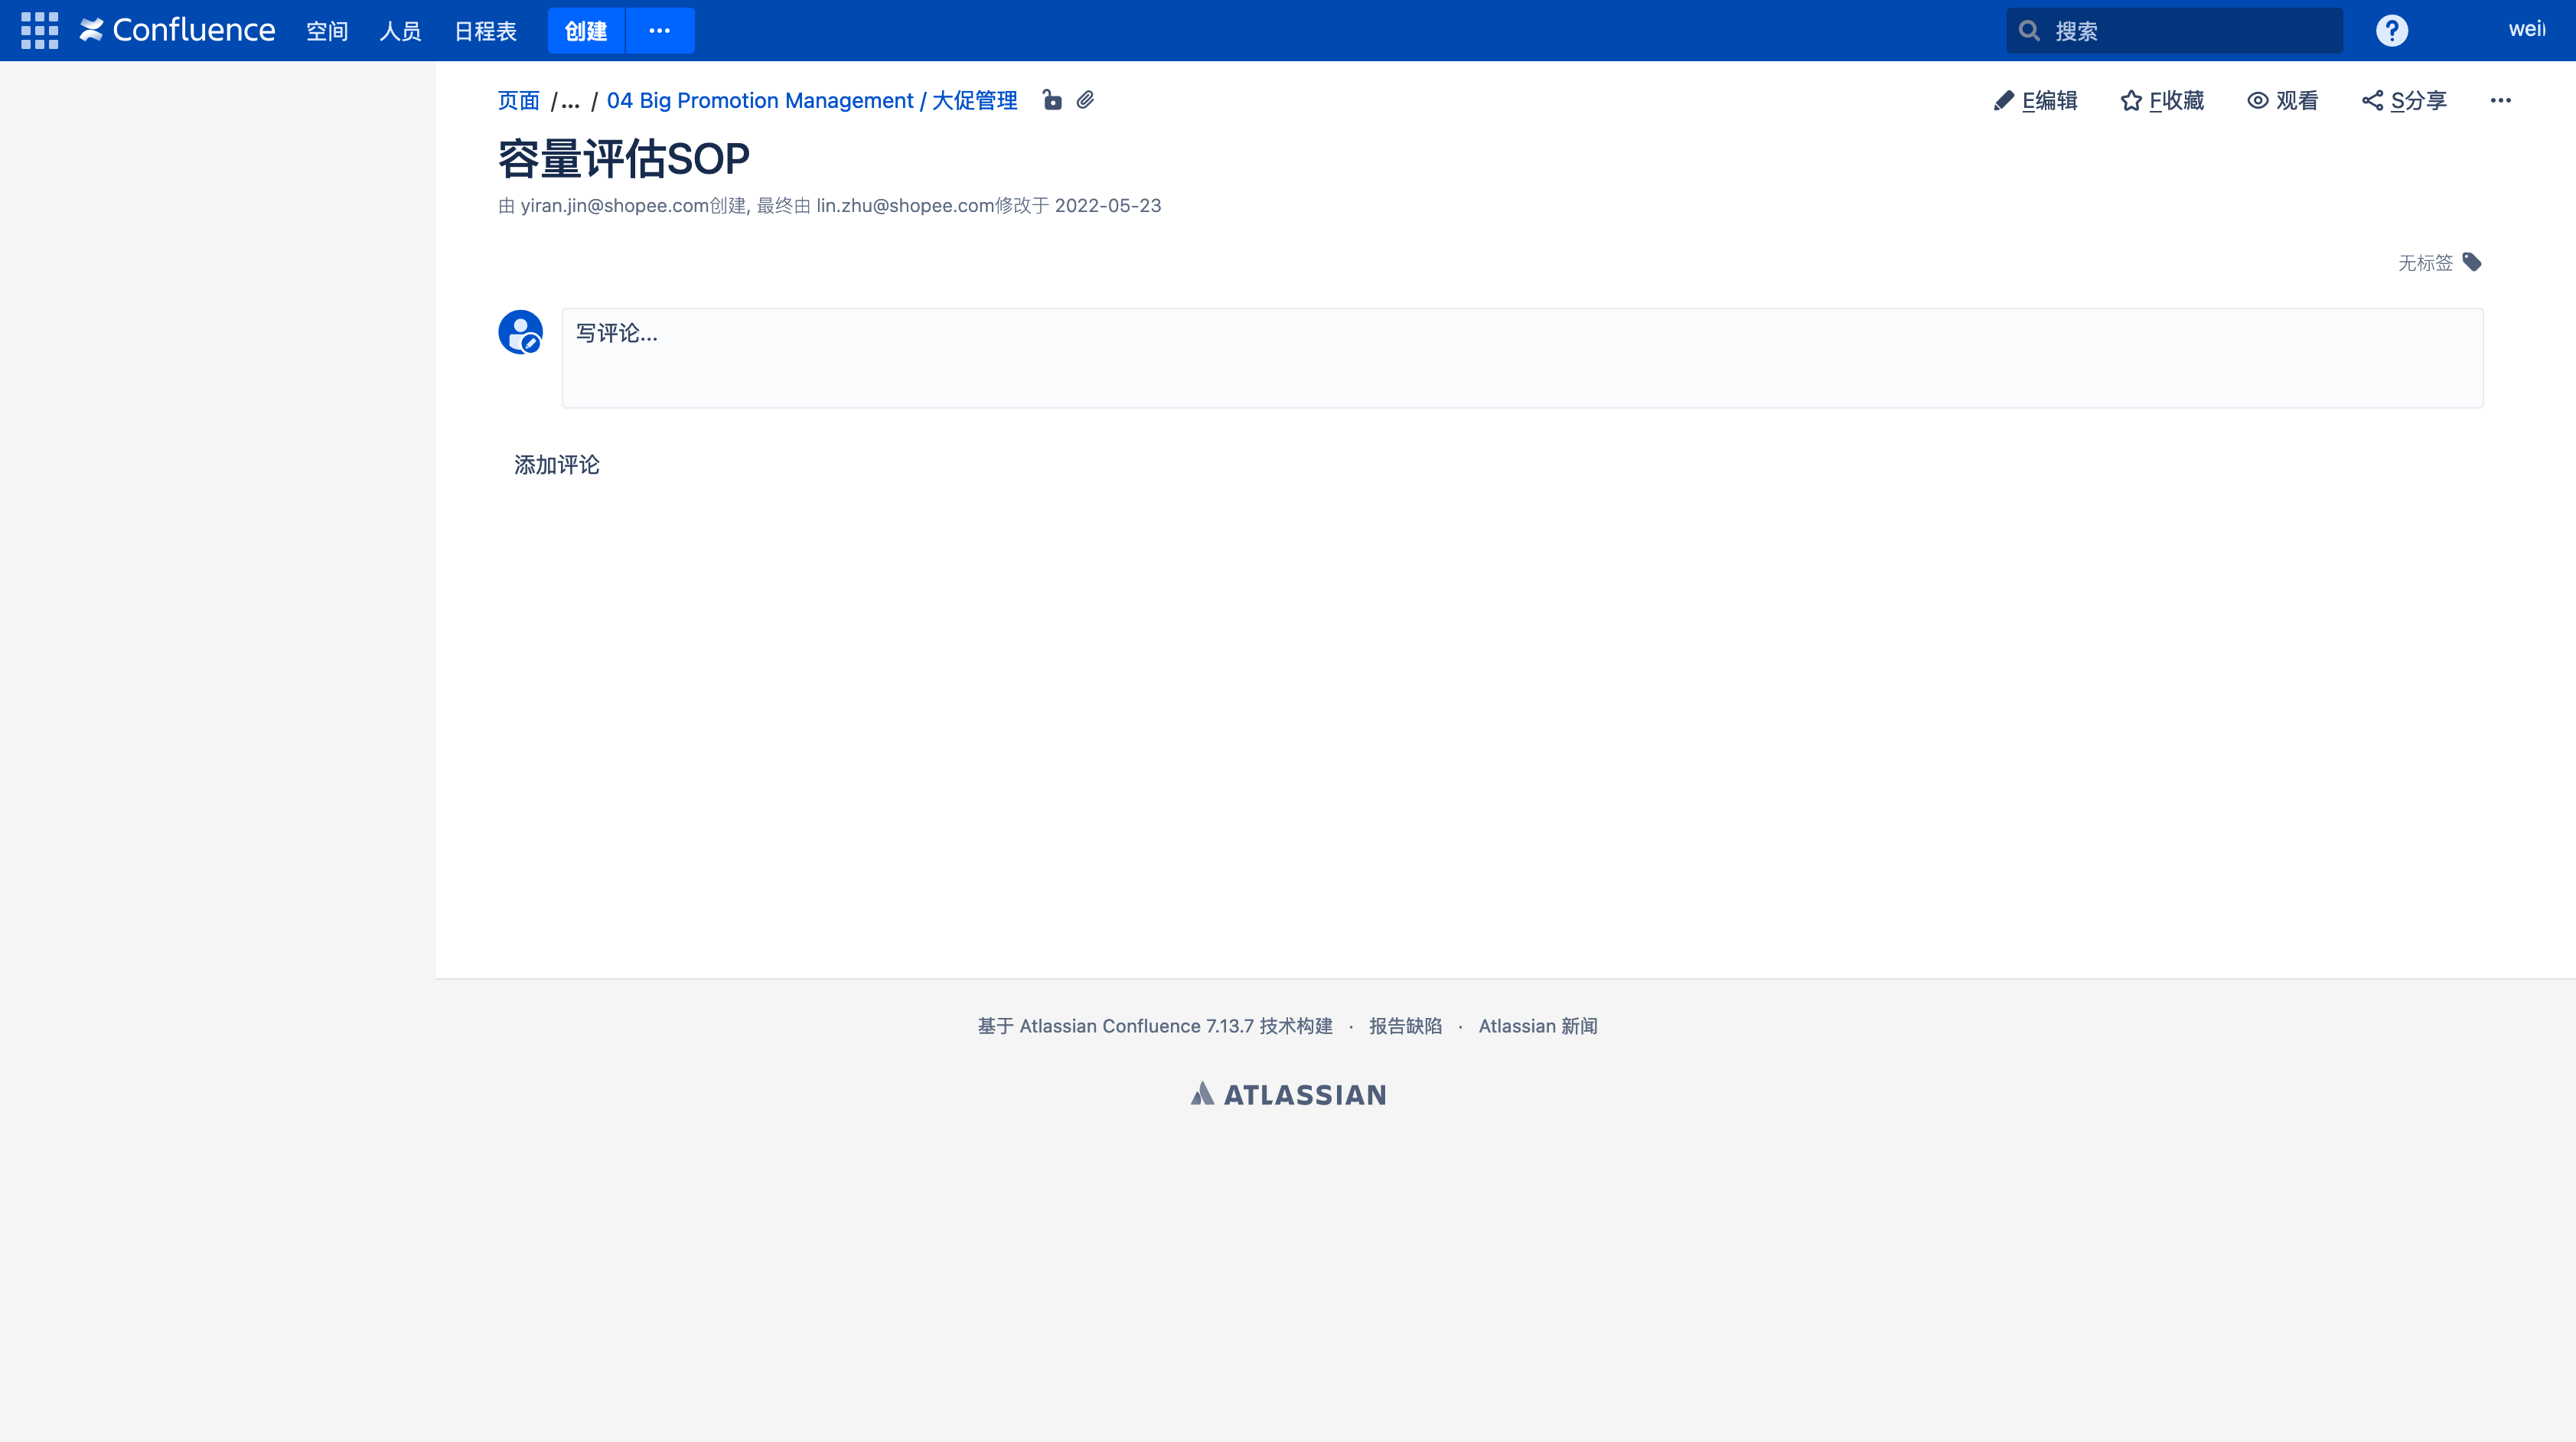 Confluence 空间 人员 日程表 创建 ··· 搜索 ?
页面 / ... / 04 Big Promotion Management / 大促管理 E编辑 F收藏 观看 S分享 ···
容量评估SOP
由 yiran.jin@shopee.com创建, 最终由 lin.zhu@shopee.com修改于 2022-05-23
无标签
写评论...
添加评论
基于 Atlassian Confluence 7.13.7 技术构建 · 报告缺陷 · Atlassian 新闻
ATLASSIAN